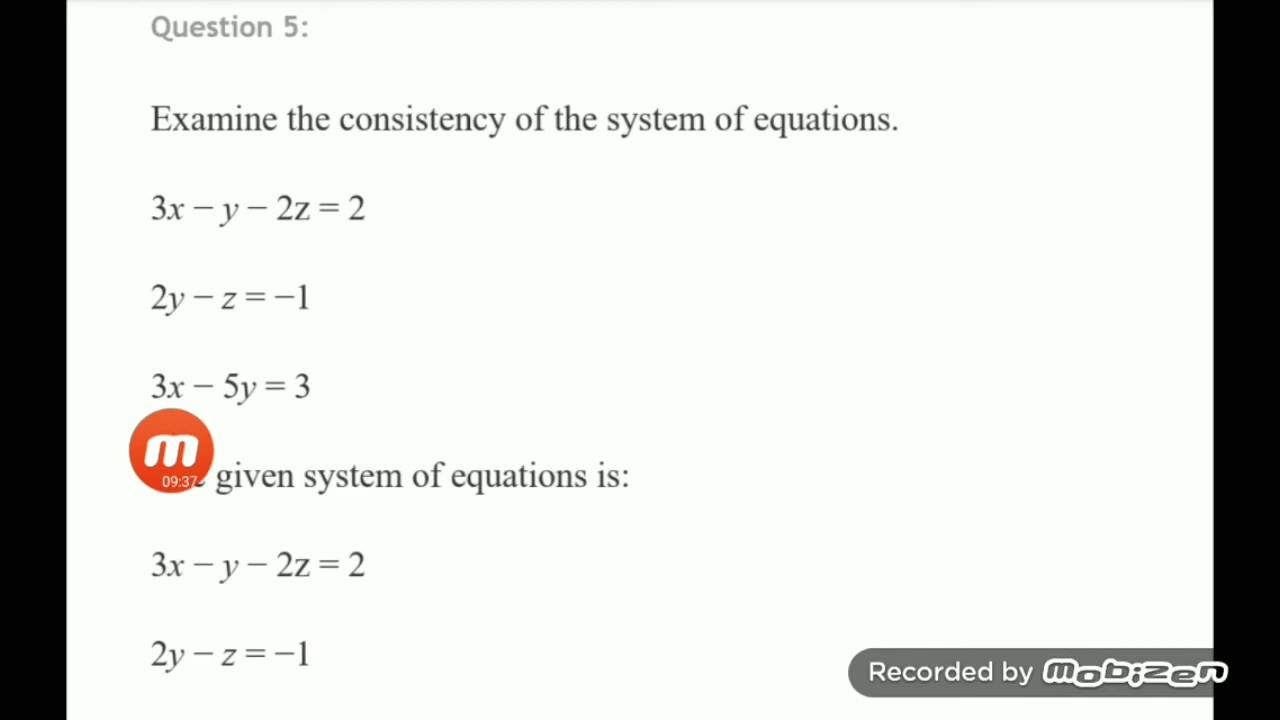 Question 5:
Examine the consistency of the system of equations.
3x − y − 2z = 2
2y − z = −1
3x − 5y = 3
m
09:37
given system of equations is:
3x − y − 2z = 2
2y − z = −1
Recorded by Mobizen